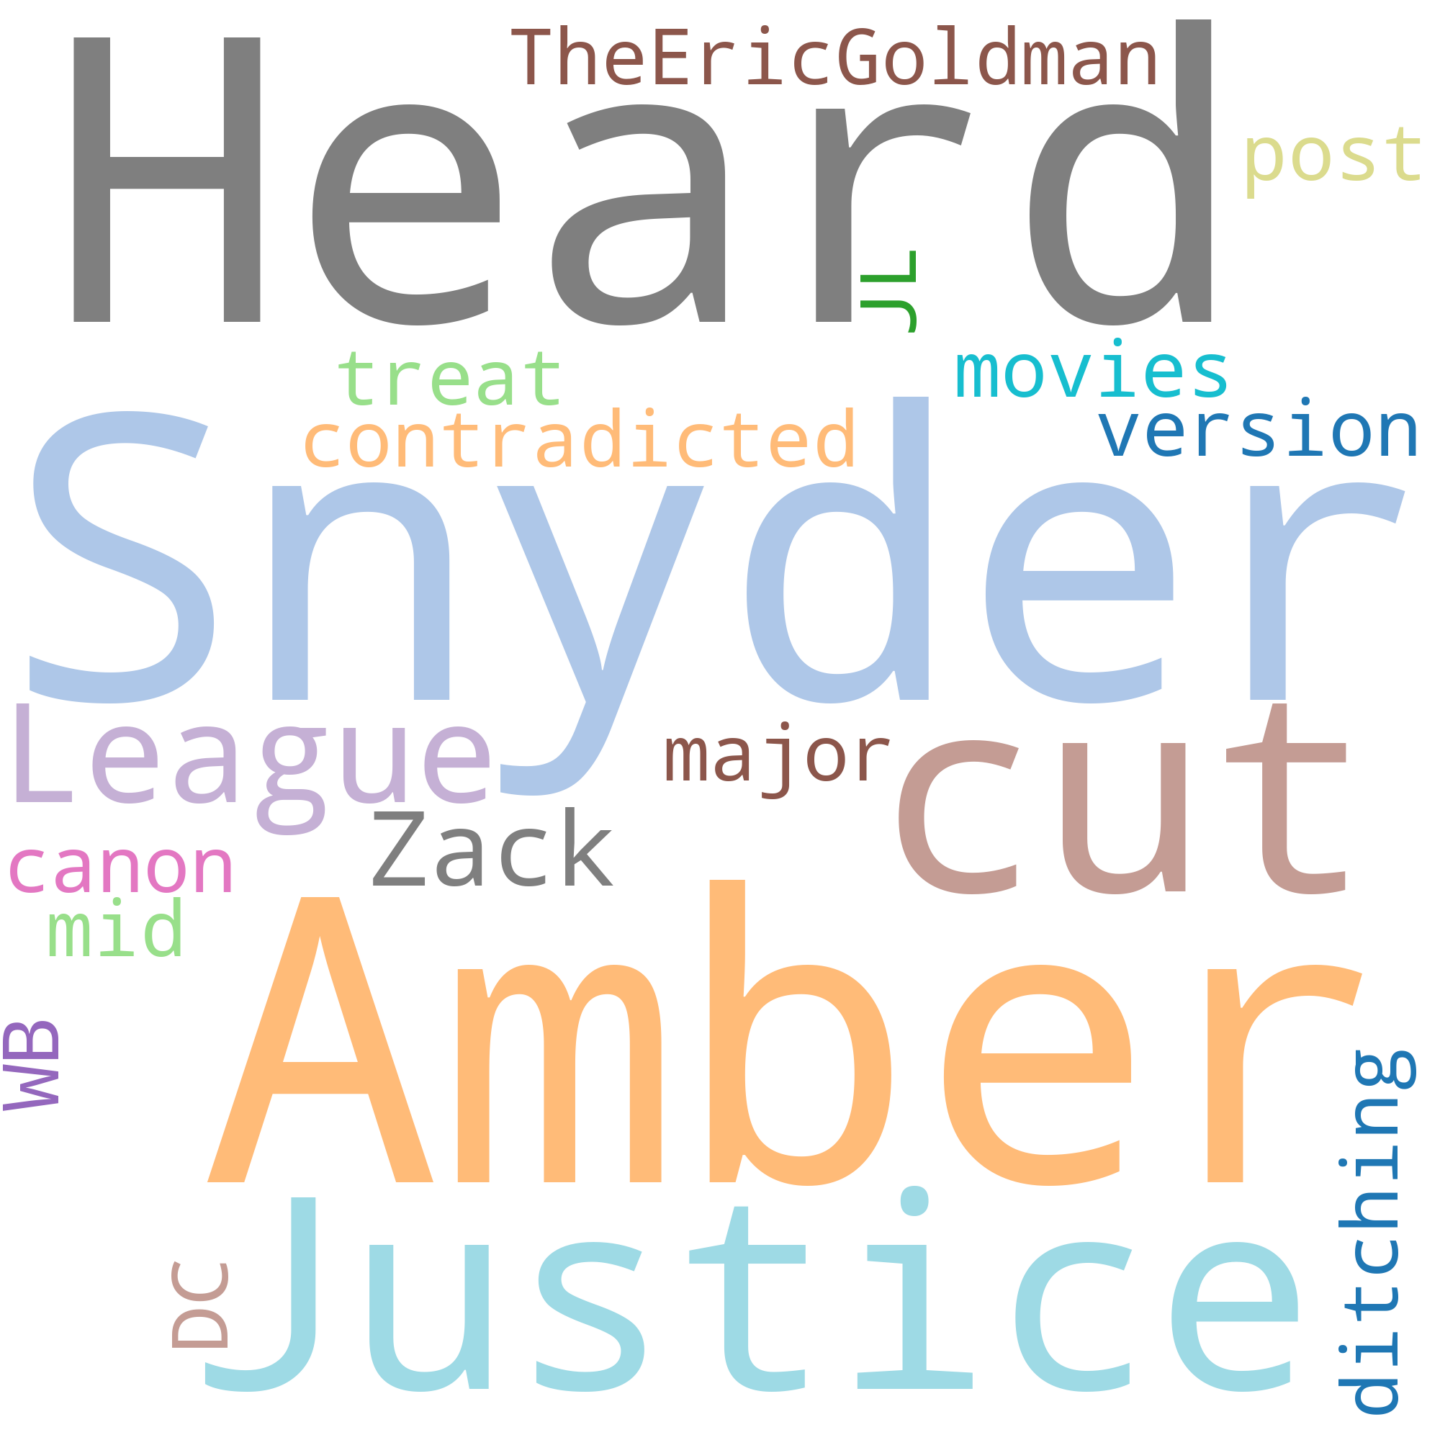 TheEricGoldman
Heard
post
JL
treat
movies
contradicted
version
Snyder
League
major
cut
Zack
canon
mid
Amber
WB
ditching
Justice
DC